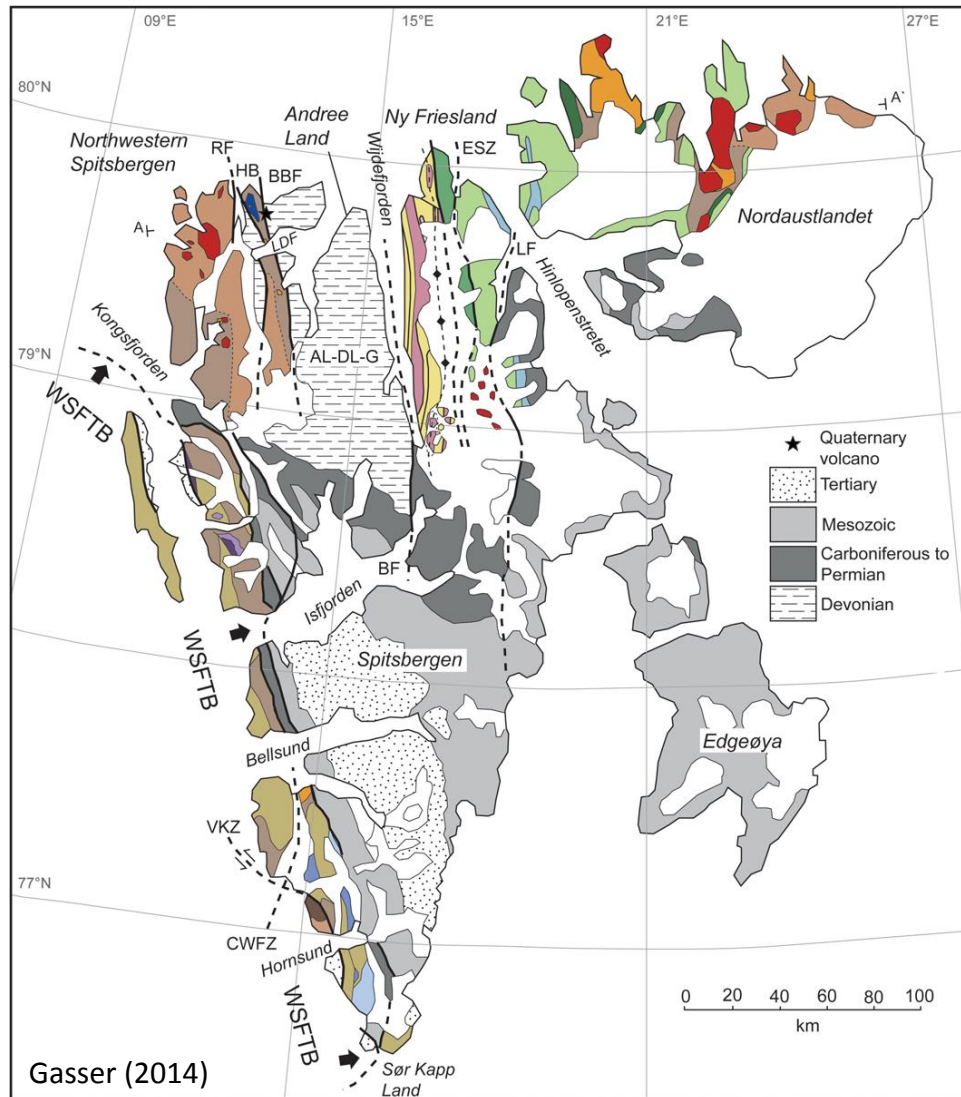 09°E
15°E
21°E
27°E
80°N
79°N
77°N
Northwestern
Spitsbergen
RF
HB
BBF
Andree
Land
Wijdefjorden
Ny Friesland
ESZ
A'
A
LDF
Nordaustlandet
LF
Hinlopenstretet
Kongsfjorden
AL-DL-G
WSFTB
BF
Isfjorden
WSFTB
Spitsbergen
Bellsund
Edgeøya
VKZ
CWFZ
Hornsund
WSFTB
Sør Kapp
Land
Quaternary
volcano
Tertiary
Mesozoic
Carboniferous to
Permian
Devonian
0 20 40 60 80 100
km
Gasser (2014)